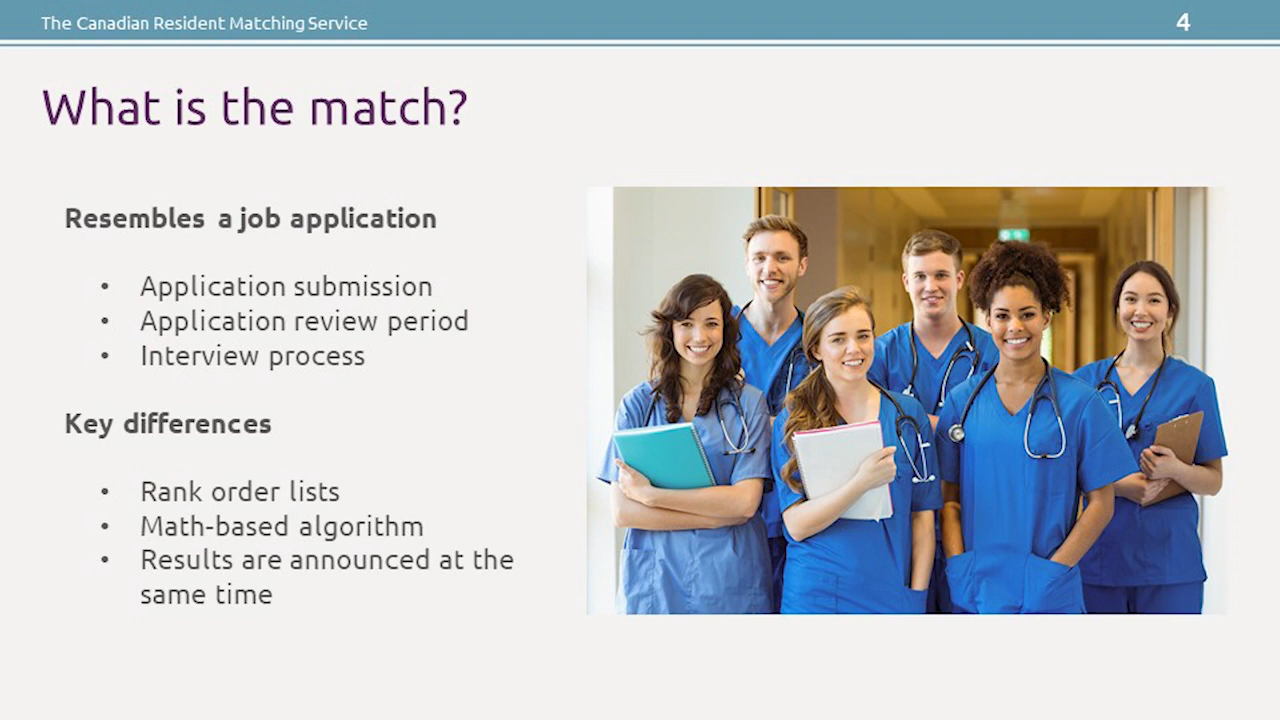 The Canadian Resident Matching Service
4
What is the match?
Resembles a job application
• Application submission
• Application review period
• Interview process
Key differences
• Rank order lists
• Math-based algorithm
• Results are announced at the
same time